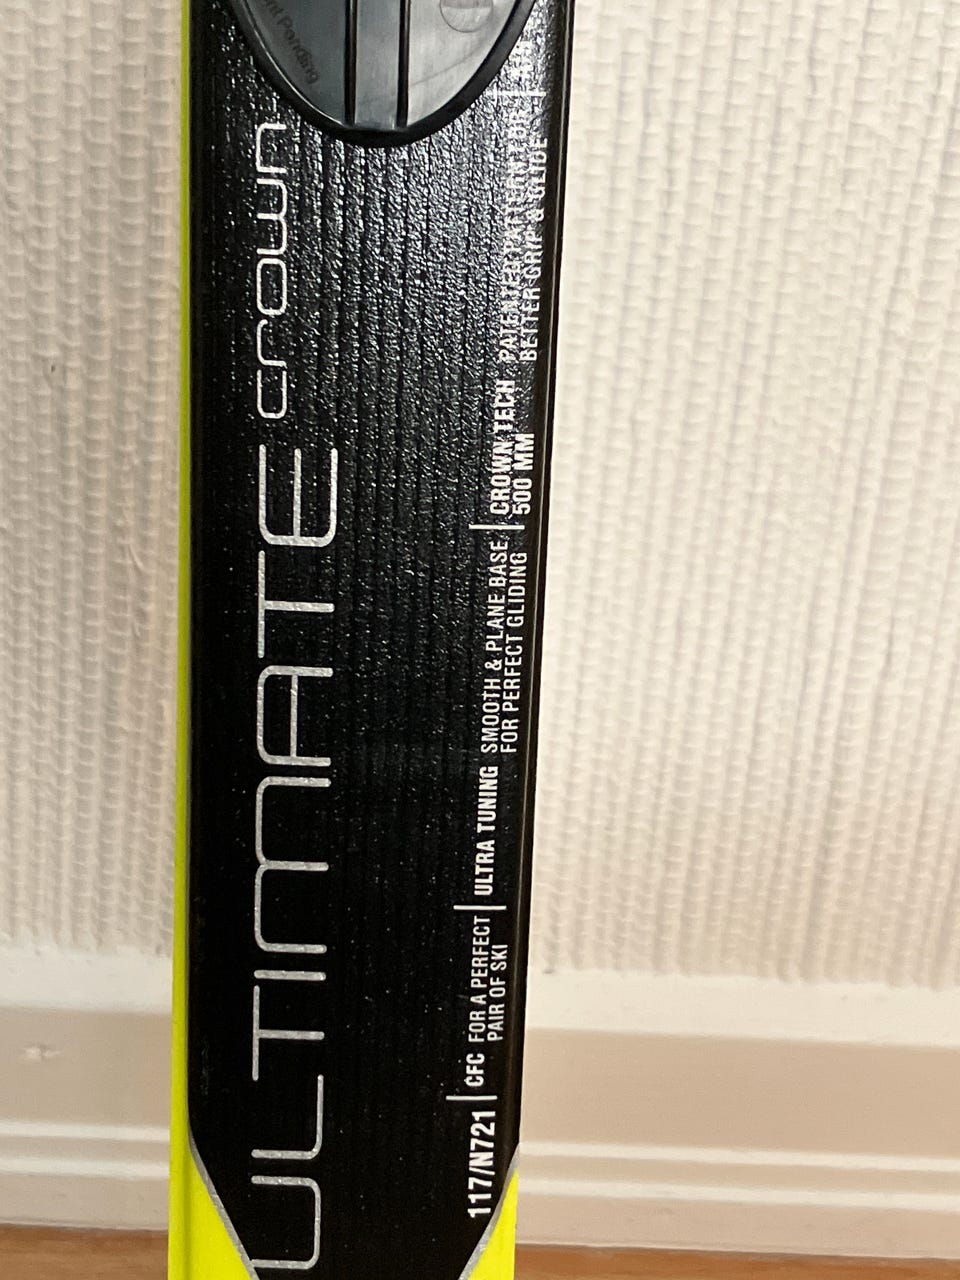 ULTIMATE crown
117/N721
CFC FOR A PERFECT
PAIR OF SKI
ULTRA TUNING SMOOTH & PLANE BASE
FOR PERFECT GLIDING
CROWN TECH PATENTED PATTERN FOR
500 MM BETTER GRIP & GLIDE
Pending